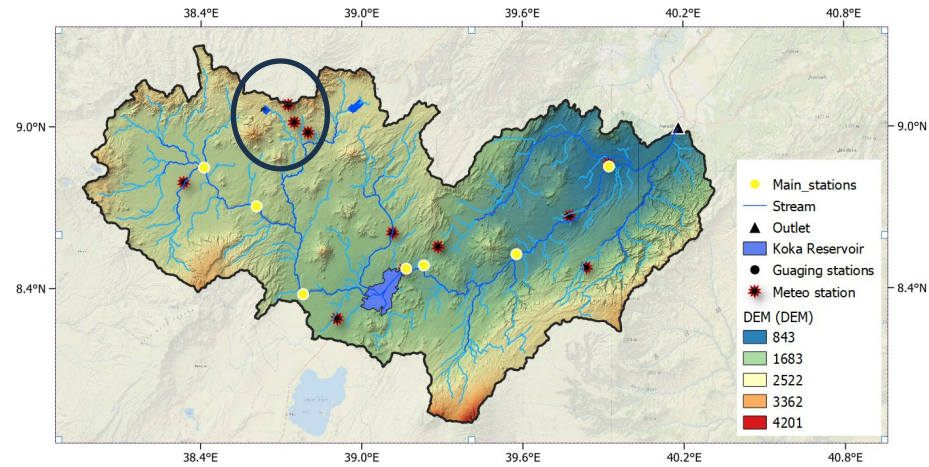 38.4°E 39.0°E 39.6°E 40.2°E 40.8°E
9.0°N 9.0°N
8.4°N 8.4°N
Main_stations
Stream
Outlet
Koka Reservoir
Guaging stations
Meteo station
DEM (DEM)
843
1683
2522
3362
4201
38.4°E 39.0°E 39.6°E 40.2°E 40.8°E